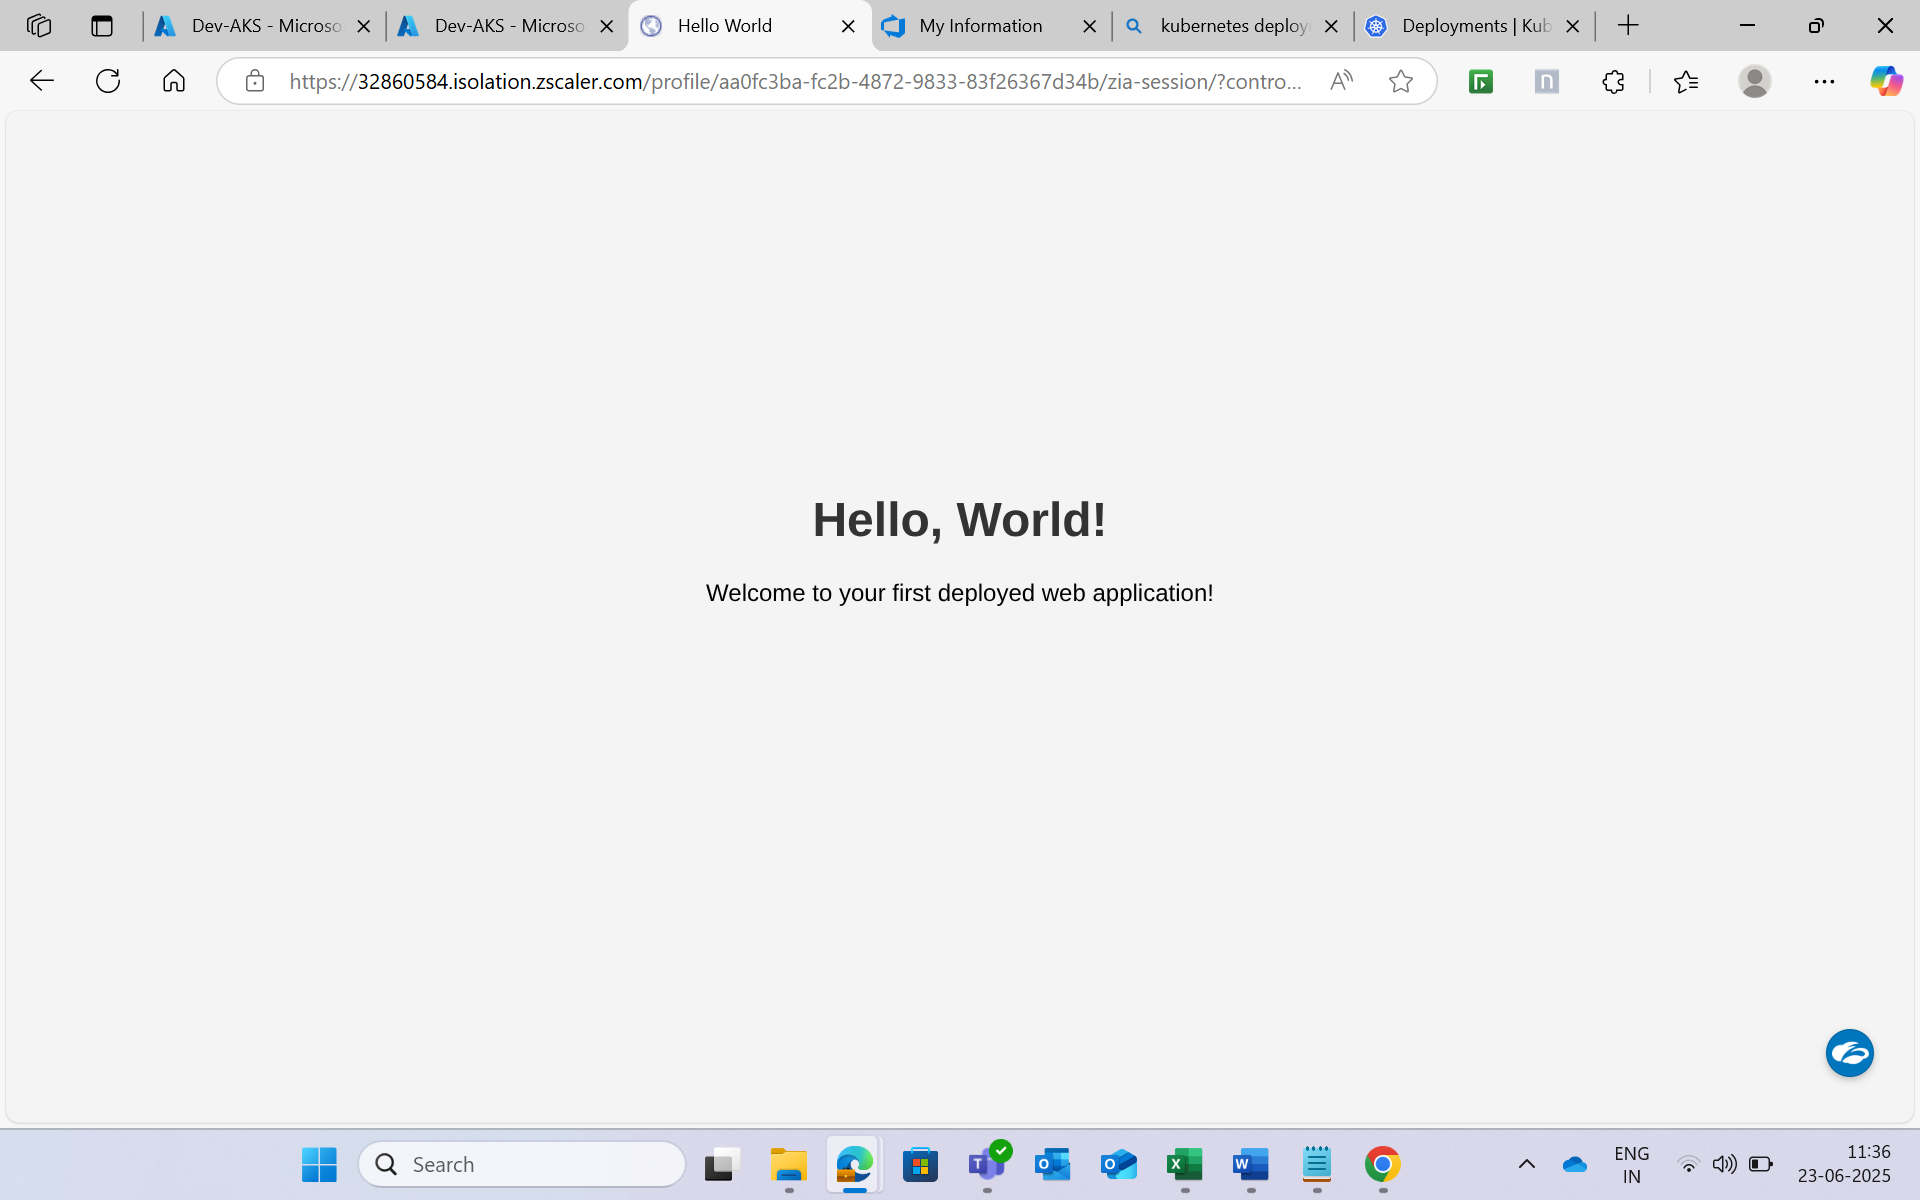 Dev-AKS - Microso
Dev-AKS - Microso
Hello World
My Information
kubernetes deploy
Deployments | Kub
https://32860584.isolation.zscaler.com/profile/aa0fc3ba-fc2b-4872-9833-83f26367d34b/zia-session/?contro...
Hello, World!
Welcome to your first deployed web application!
Search
ENG
IN
11:36
23-06-2025